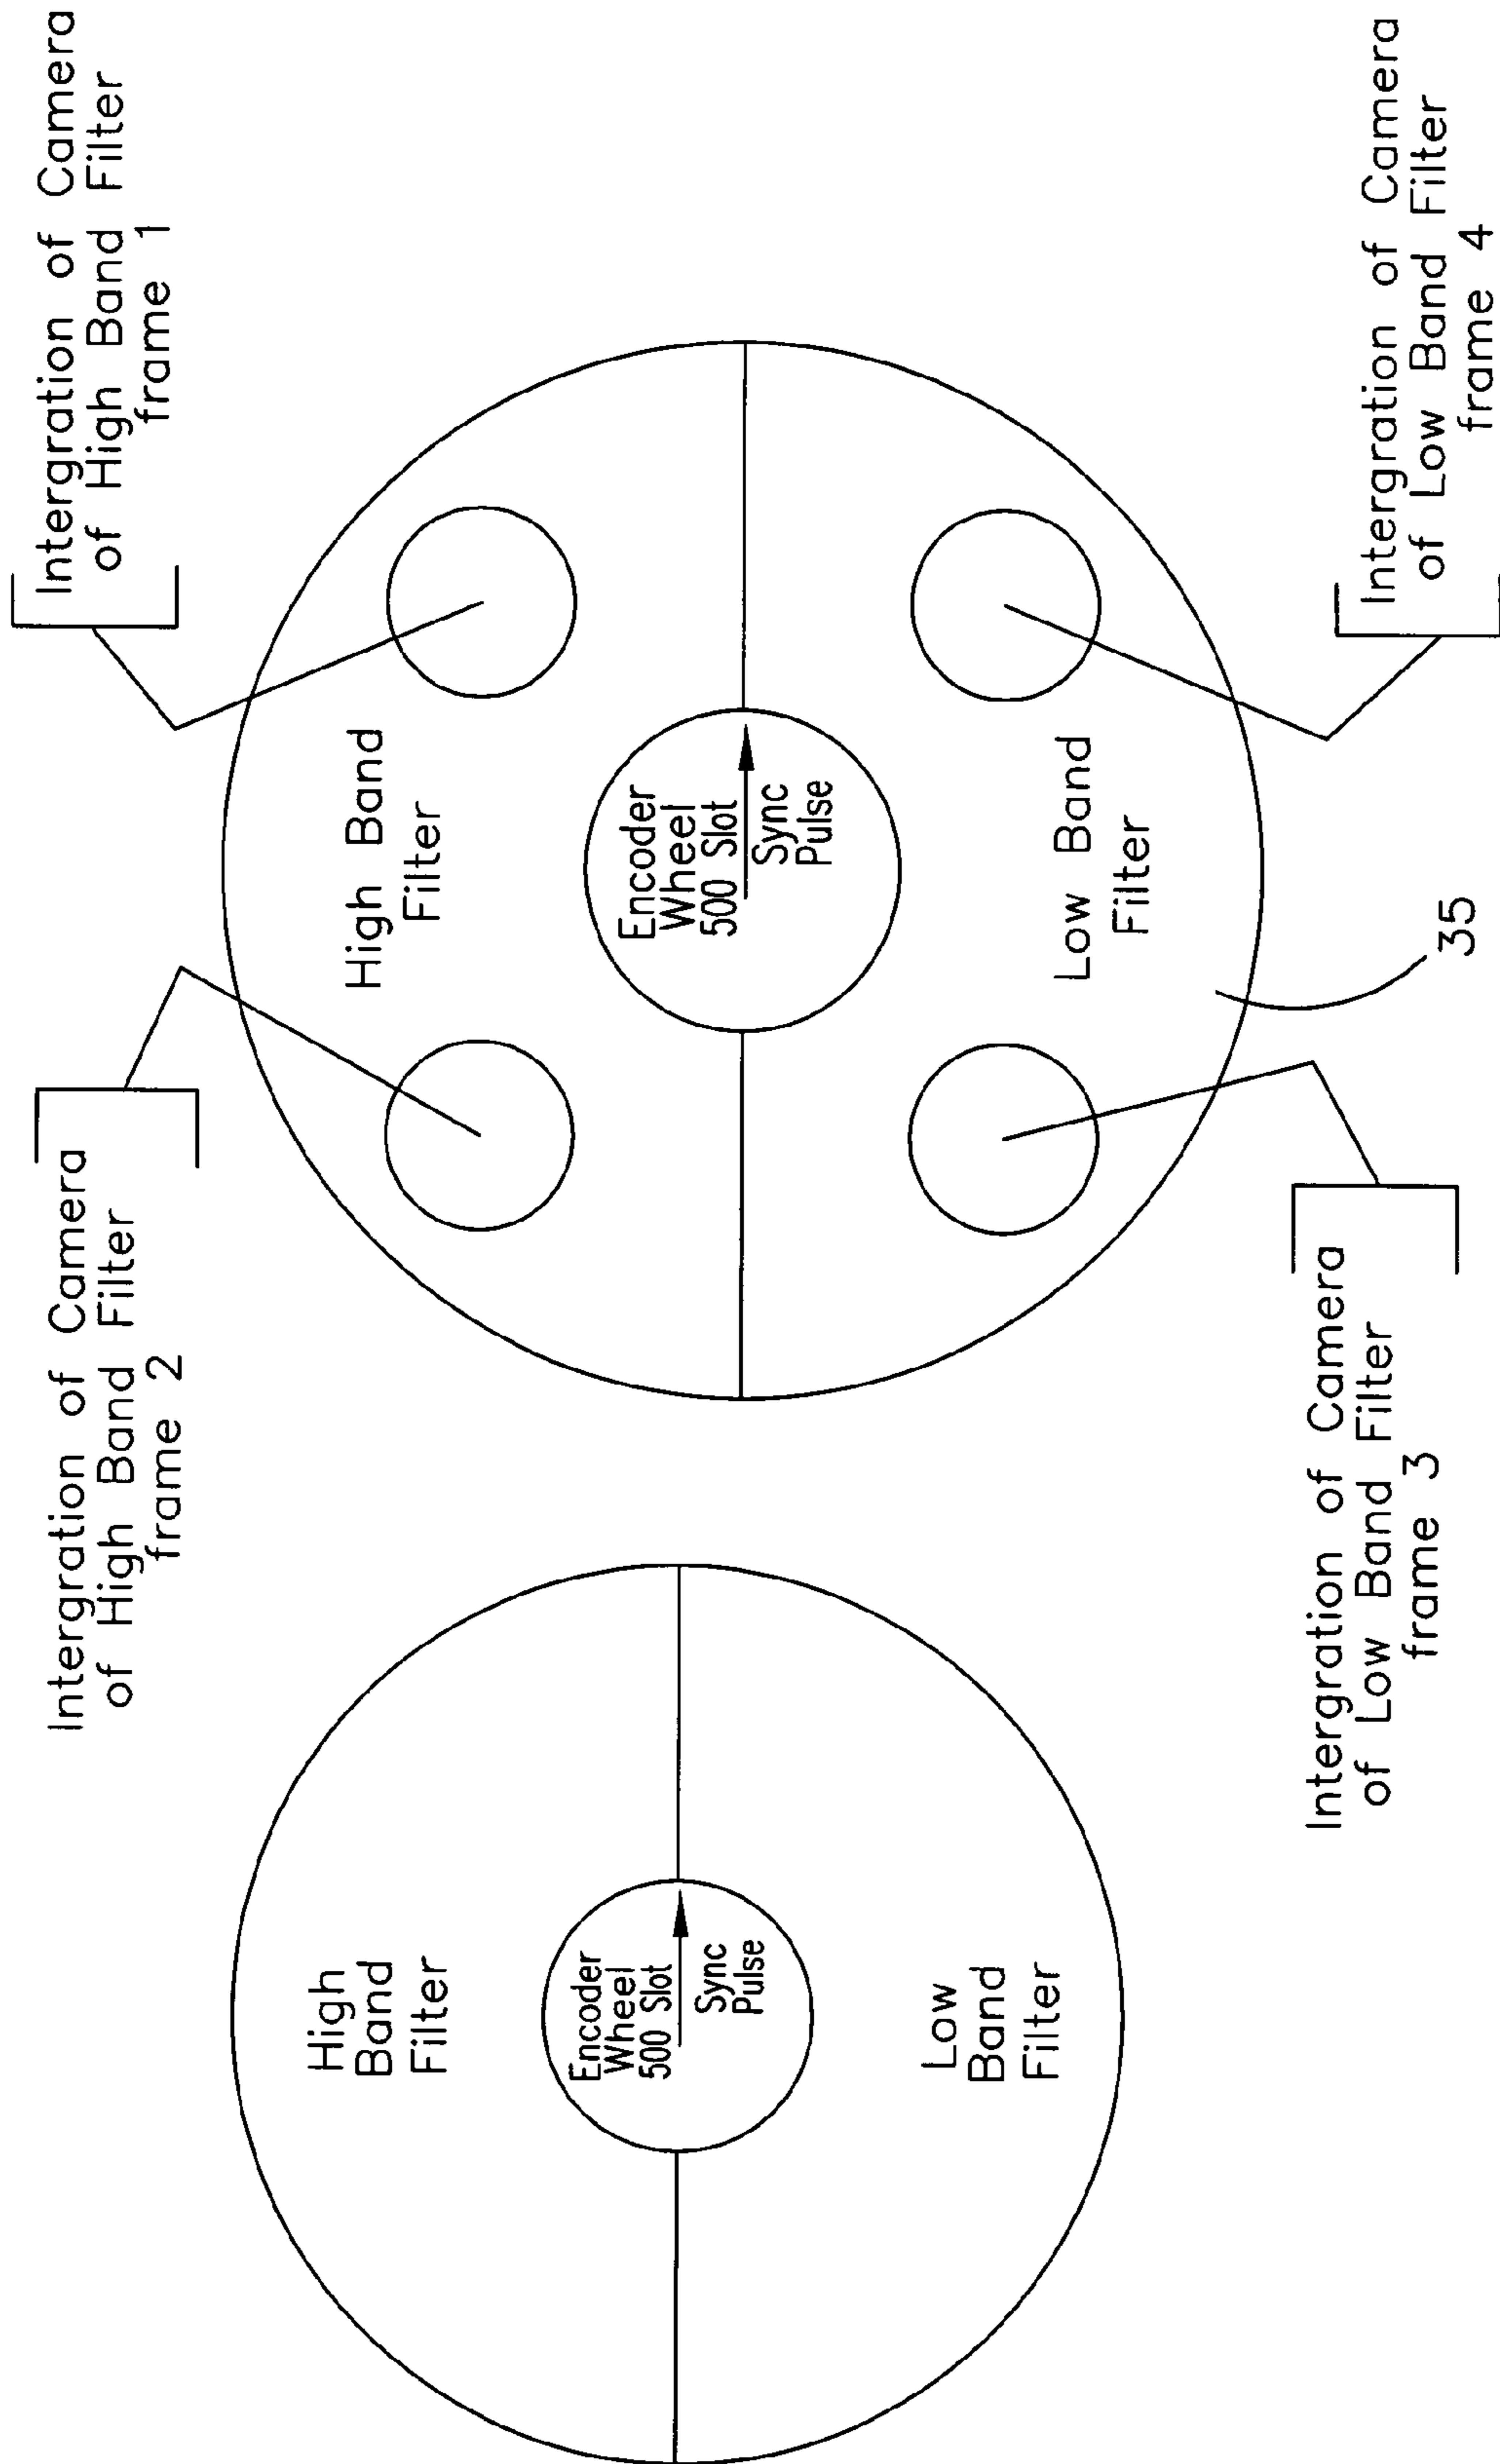 High
Band
Filter
Encoder
Wheel
500 Slot
Sync
Pulse
Low
Band
Filter
Intergration of Camera
of High Band Filter
frame 2
Intergration of Camera
of High Band Filter
frame 1
High Band
Filter
Encoder
Wheel
500 Slot
Sync
Pulse
Low Band
Filter
35
Intergration of Camera
of Low Band Filter
frame 3
Intergration of Camera
of Low Band Filter
frame 4